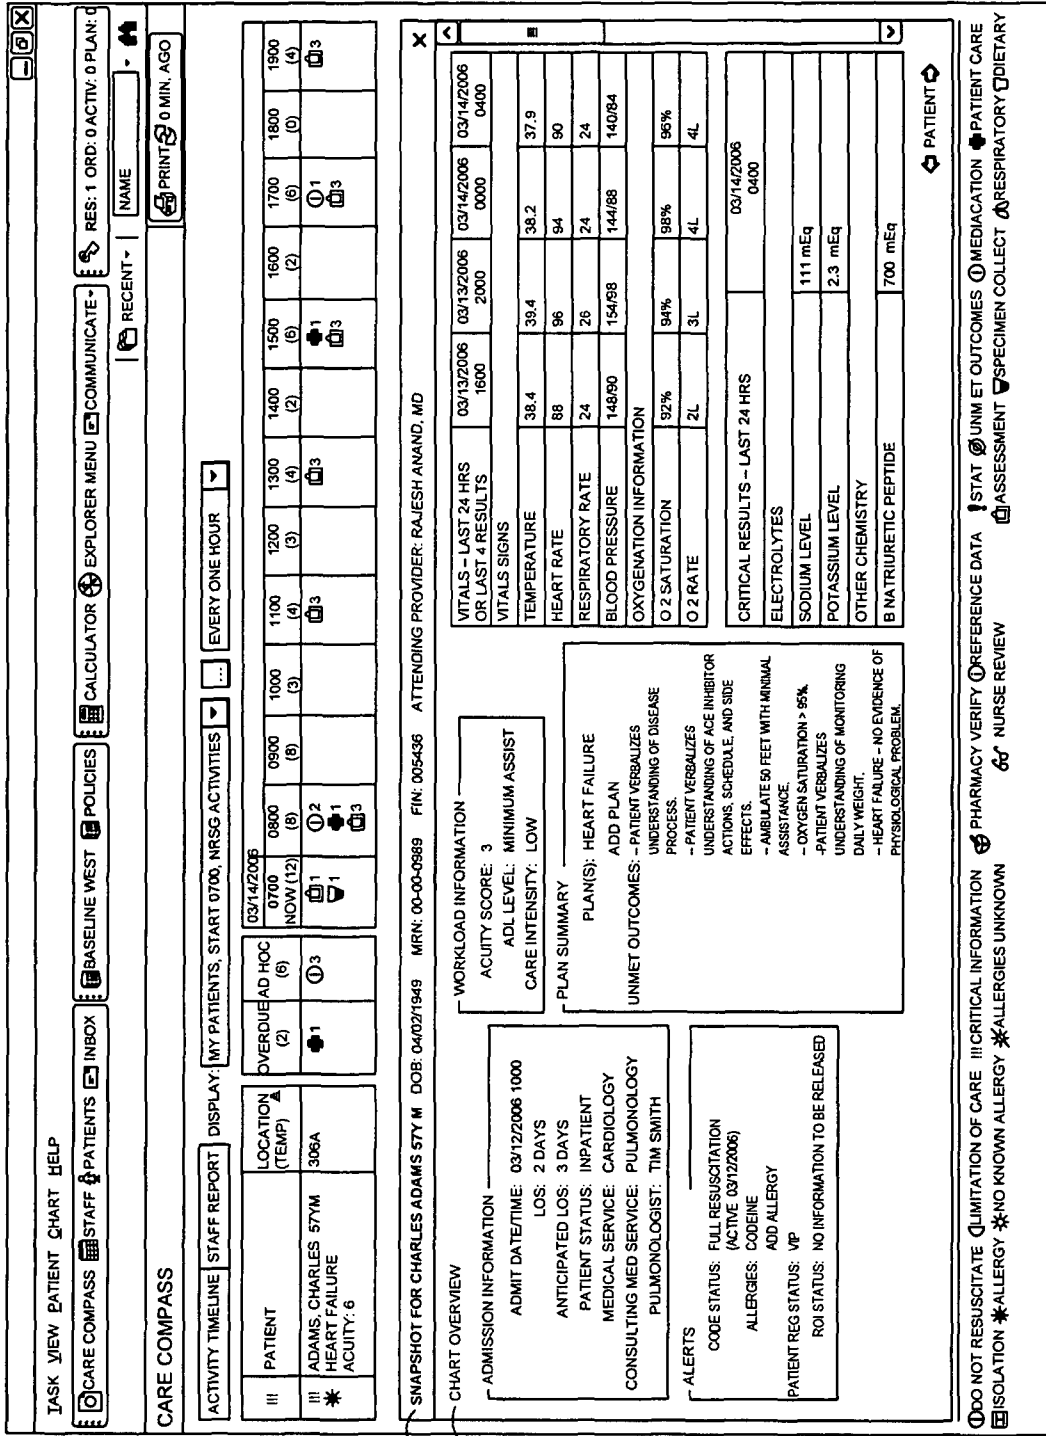 TASK VIEW PATIENT CHART HELP
CARE COMPASS STAFF PATIENTS INBOX BASELINE WEST POLICIES CALCULATOR EXPLORER MENU COMMUNICATE RES: 1 ORD: 0 ACTIV: 0 PLAN: 0
RECENT NAME
CARE COMPASS PRINT 0 MIN. AGO
ACTIVITY TIMELINE STAFF REPORT DISPLAY: MY PATIENTS, START 0700, NRSG ACTIVITIES ... EVERY ONE HOUR
03/14/2006
!!! PATIENT LOCATION (TEMP) OVERDUE (2) AD HOC (6) 0700 NOW (12) 0800 (8) 0900 (8) 1000 (3) 1100 (4) 1200 (3) 1300 (4) 1400 (2) 1500 (6) 1600 (2) 1700 (6) 1800 (0) 1900 (4)
!!! ADAMS, CHARLES 57YM 306A 1 3 1 2 3 3 1 1 3
HEART FAILURE 1 1 3 3
ACUITY: 6 3
SNAPSHOT FOR CHARLES ADAMS 57Y M DOB: 04/02/1949 MRN: 00-00-0989 FIN: 005436 ATTENDING PROVIDER: RAJESH ANAND, MD X
CHART OVERVIEW
ADMISSION INFORMATION
ADMIT DATE/TIME: 03/12/2006 1000
LOS: 2 DAYS
ANTICIPATED LOS: 3 DAYS
PATIENT STATUS: INPATIENT
MEDICAL SERVICE: CARDIOLOGY
CONSULTING MED SERVICE: PULMONOLOGY
PULMONOLOGIST: TIM SMITH
ALERTS
CODE STATUS: FULL RESUSCITATION
(ACTIVE 03/12/2006)
ALLERGIES: CODEINE
ADD ALLERGY
PATIENT REG STATUS: VIP
ROI STATUS: NO INFORMATION TO BE RELEASED
WORKLOAD INFORMATION
ACUITY SCORE: 3
ADL LEVEL: MINIMUM ASSIST
CARE INTENSITY: LOW
PLAN SUMMARY
PLAN(S): HEART FAILURE
ADD PLAN
UNMET OUTCOMES: – PATIENT VERBALIZES
UNDERSTANDING OF DISEASE
PROCESS.
– PATIENT VERBALIZES
UNDERSTANDING OF ACE INHIBITOR
ACTIONS, SCHEDULE, AND SIDE
EFFECTS.
– AMBULATE 50 FEET WITH MINIMAL
ASSISTANCE.
– OXYGEN SATURATION > 95%.
-PATIENT VERBALIZES
UNDERSTANDING OF MONITORING
DAILY WEIGHT.
– HEART FAILURE – NO EVIDENCE OF
PHYSIOLOGICAL PROBLEM.
VITALS – LAST 24 HRS OR LAST 4 RESULTS 03/13/2006 1600 03/13/2006 2000 03/14/2006 0000 03/14/2006 0400
VITALS SIGNS
TEMPERATURE 38.4 39.4 38.2 37.9
HEART RATE 88 96 94 90
RESPIRATORY RATE 24 26 24 24
BLOOD PRESSURE 148/90 154/98 144/88 140/84
OXYGENATION INFORMATION
O 2 SATURATION 92% 94% 98% 96%
O 2 RATE 2L 3L 4L 4L
CRITICAL RESULTS – LAST 24 HRS 03/14/2006 0400
ELECTROLYTES
SODIUM LEVEL 111 mEq
POTASSIUM LEVEL 2.3 mEq
OTHER CHEMISTRY
B NATRIURETIC PEPTIDE 700 mEq
PATIENT
DO NOT RESUSCITATE LIMITATION OF CARE !!! CRITICAL INFORMATION PHARMACY VERIFY REFERENCE DATA ! STAT UNM ET OUTCOMES MEDIACATION PATIENT CARE
ISOLATION ALLERGY NO KNOWN ALLERGY ALLERGIES UNKNOWN NURSE REVIEW ASSESSMENT SPECIMEN COLLECT RESPIRATORY DIETARY